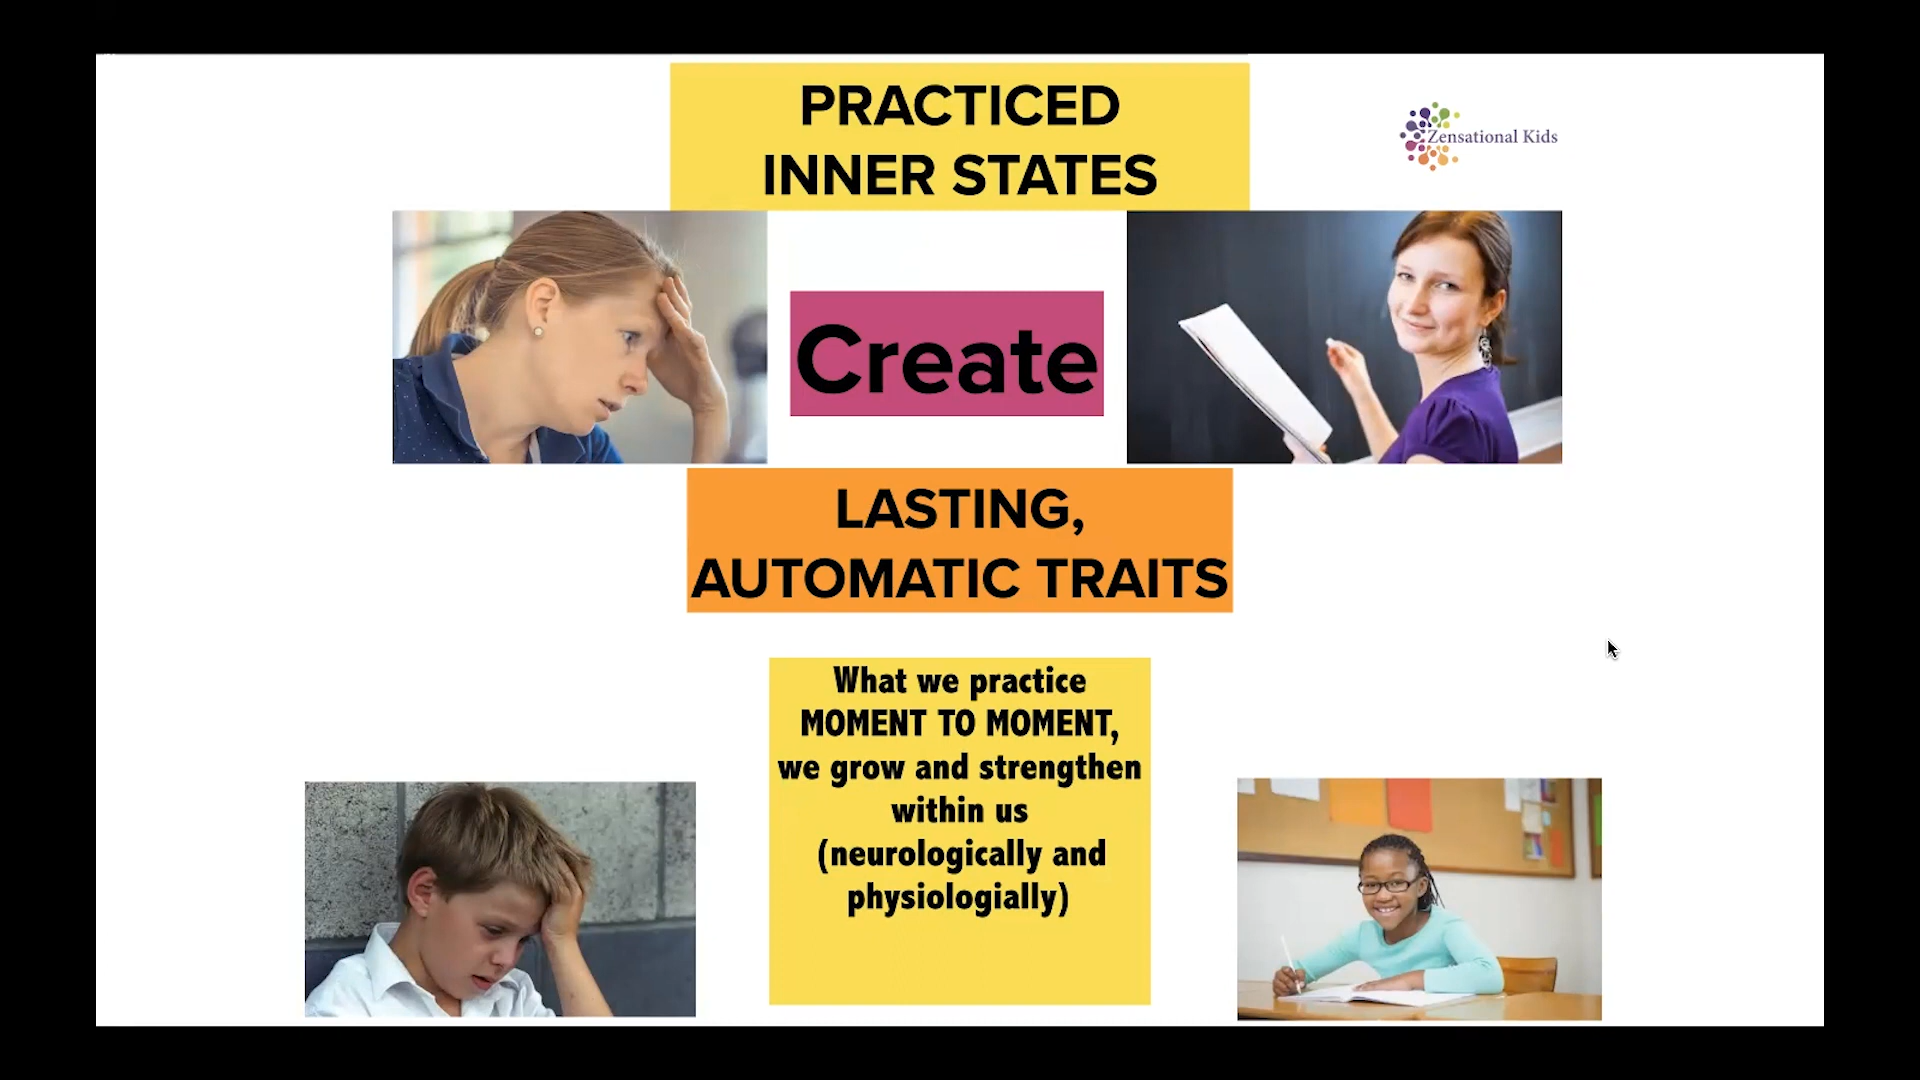 PRACTICED
INNER STATES
Zensational Kids
Create
LASTING,
AUTOMATIC TRAITS
What we practice
MOMENT TO MOMENT,
we grow and strengthen
within us
(neurologically and
physiologially)